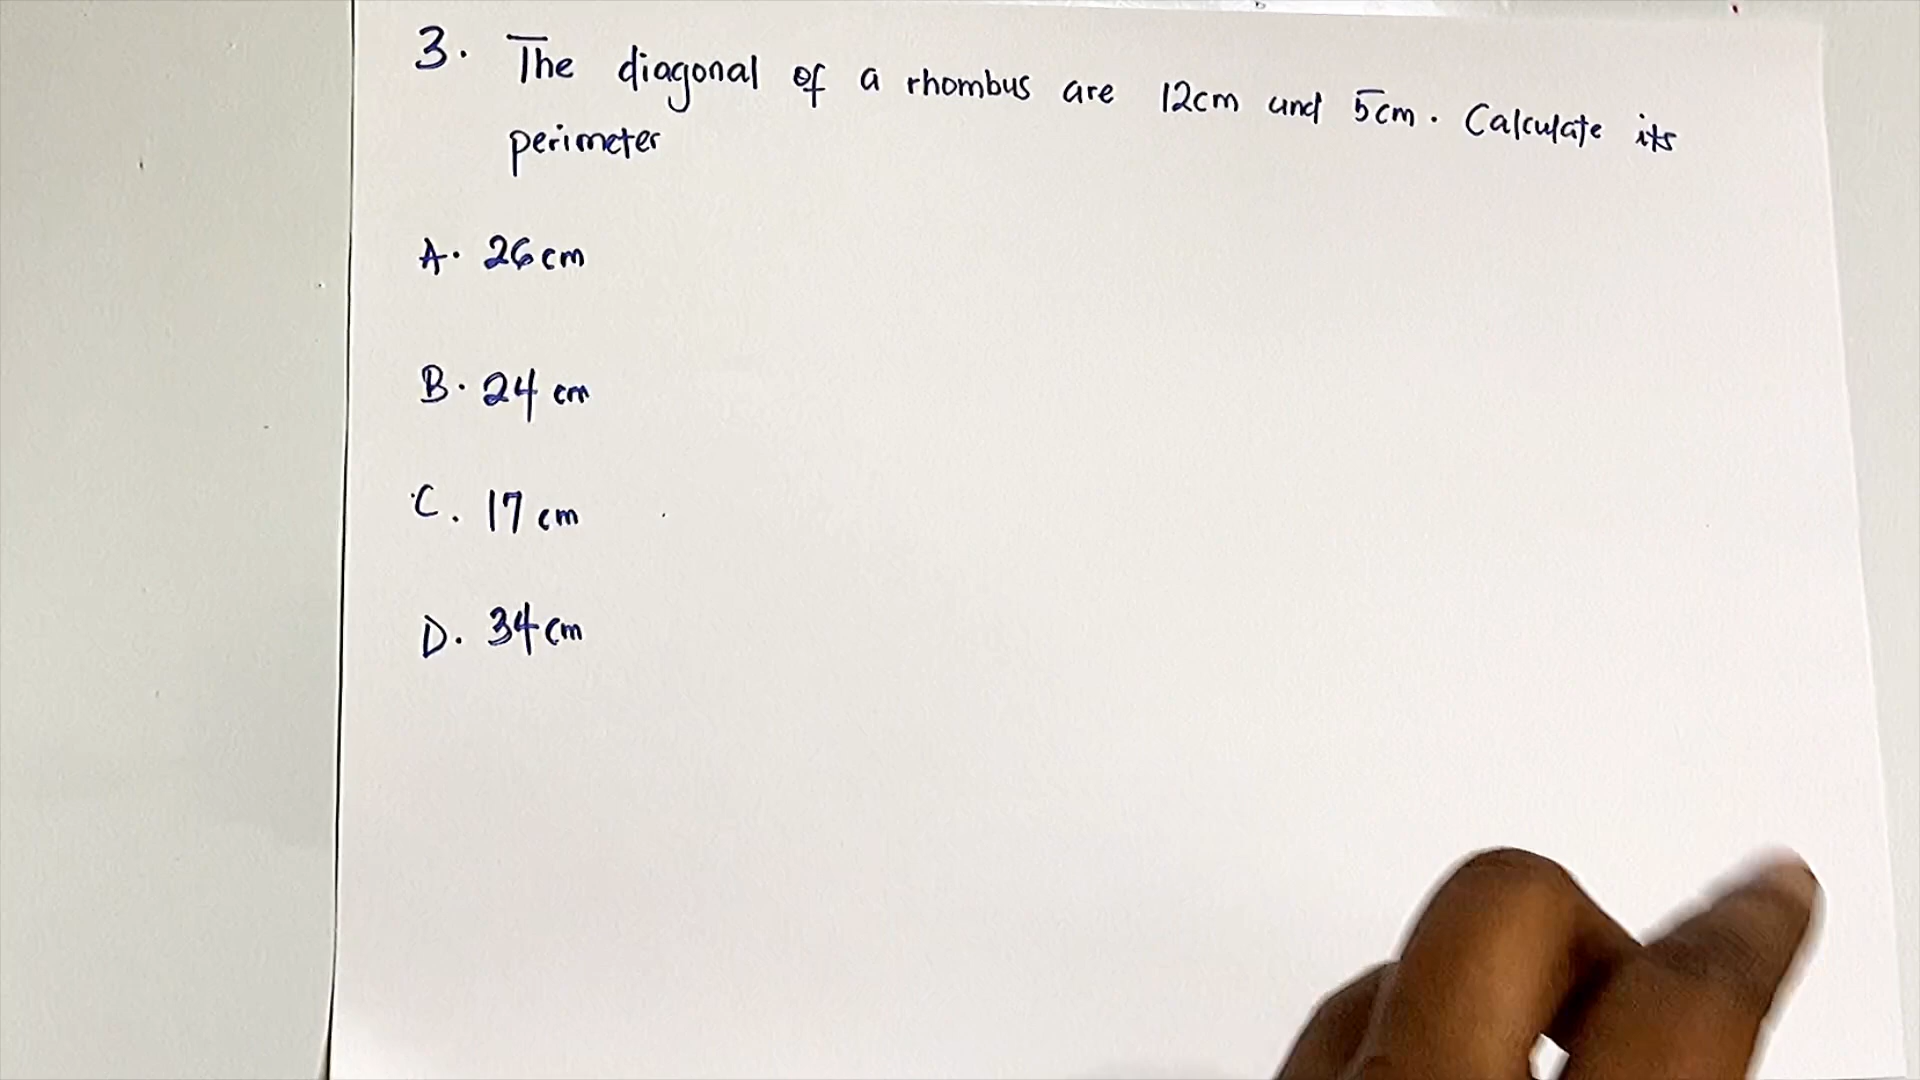 3. The diagonal of a rhombus are 12cm and 5cm. Calculate its
perimeter
A. 26cm
B. 24 cm
C. 17 cm
D. 34 cm